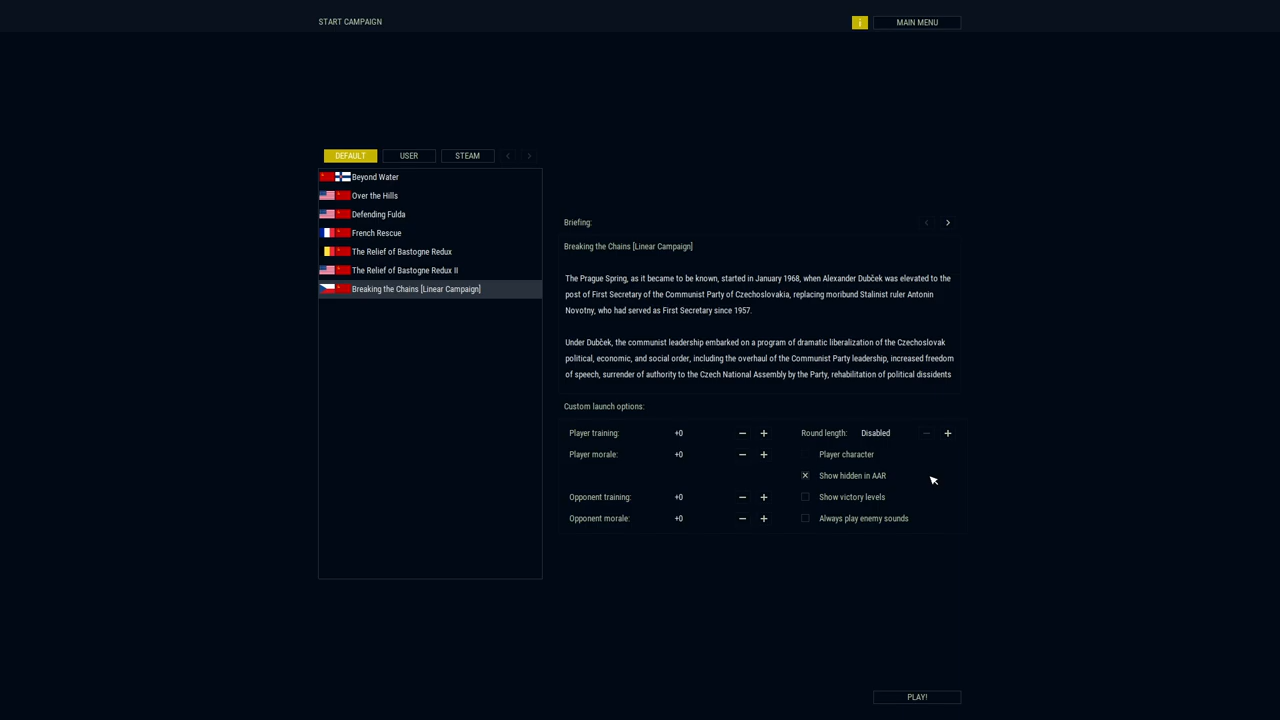 START CAMPAIGN
i
MAIN MENU
DEFAULT
USER
STEAM
Beyond Water
Over the Hills
Defending Fulda
French Rescue
The Relief of Bastogne Redux
The Relief of Bastogne Redux II
Breaking the Chains [Linear Campaign]
Briefing:
Breaking the Chains [Linear Campaign]
The Prague Spring, as it became to be known, started in January 1968, when Alexander Dubček was elevated to the
post of First Secretary of the Communist Party of Czechoslovakia, replacing moribund Stalinist ruler Antonin
Novotny, who had served as First Secretary since 1957.
Under Dubček, the communist leadership embarked on a program of dramatic liberalization of the Czechoslovak
political, economic, and social order, including the overhaul of the Communist Party leadership, increased freedom
of speech, surrender of authority to the Czech National Assembly by the Party, rehabilitation of political dissidents
Custom launch options:
Player training: +0
Round length: Disabled
Player morale: +0
Player character
Show hidden in AAR
Opponent training: +0
Show victory levels
Opponent morale: +0
Always play enemy sounds
PLAY!